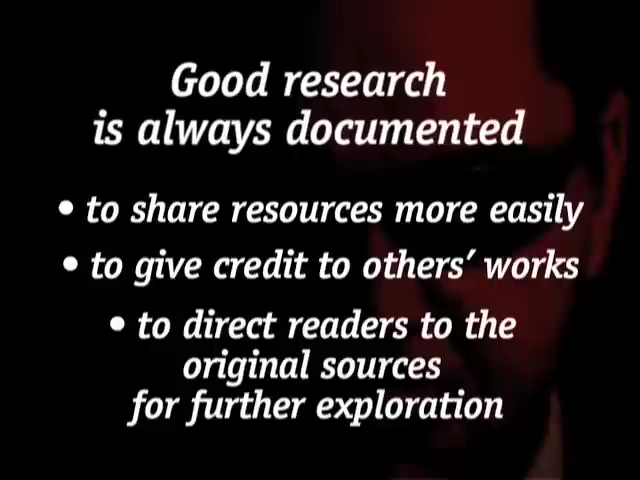 Good research
is always documented
• to share resources more easily
• to give credit to others' works
• to direct readers to the
original sources
for further exploration